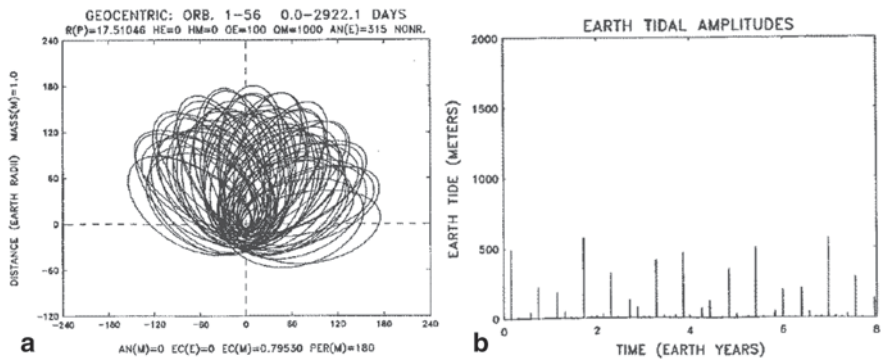 GEOCENTRIC: ORB. 1-56 0.0-2922.1 DAYS
R(P)=17.51046 HE=0 HM=0 QE=100 QM=1000 AN(E)=315 NONR.
DISTANCE (EARTH RADII) MASS(M)=1.0
240
180
120
60
0
-60
-120
-240 -180 -120 -60 0 60 120 180 240
AN(M)=0 EC(E)=0 EC(M)=0.79530 PER(M)=180
a
EARTH TIDAL AMPLITUDES
EARTH TIDE (METERS)
2000
1500
1000
500
0
0 2 4 6 8
TIME (EARTH YEARS)
b